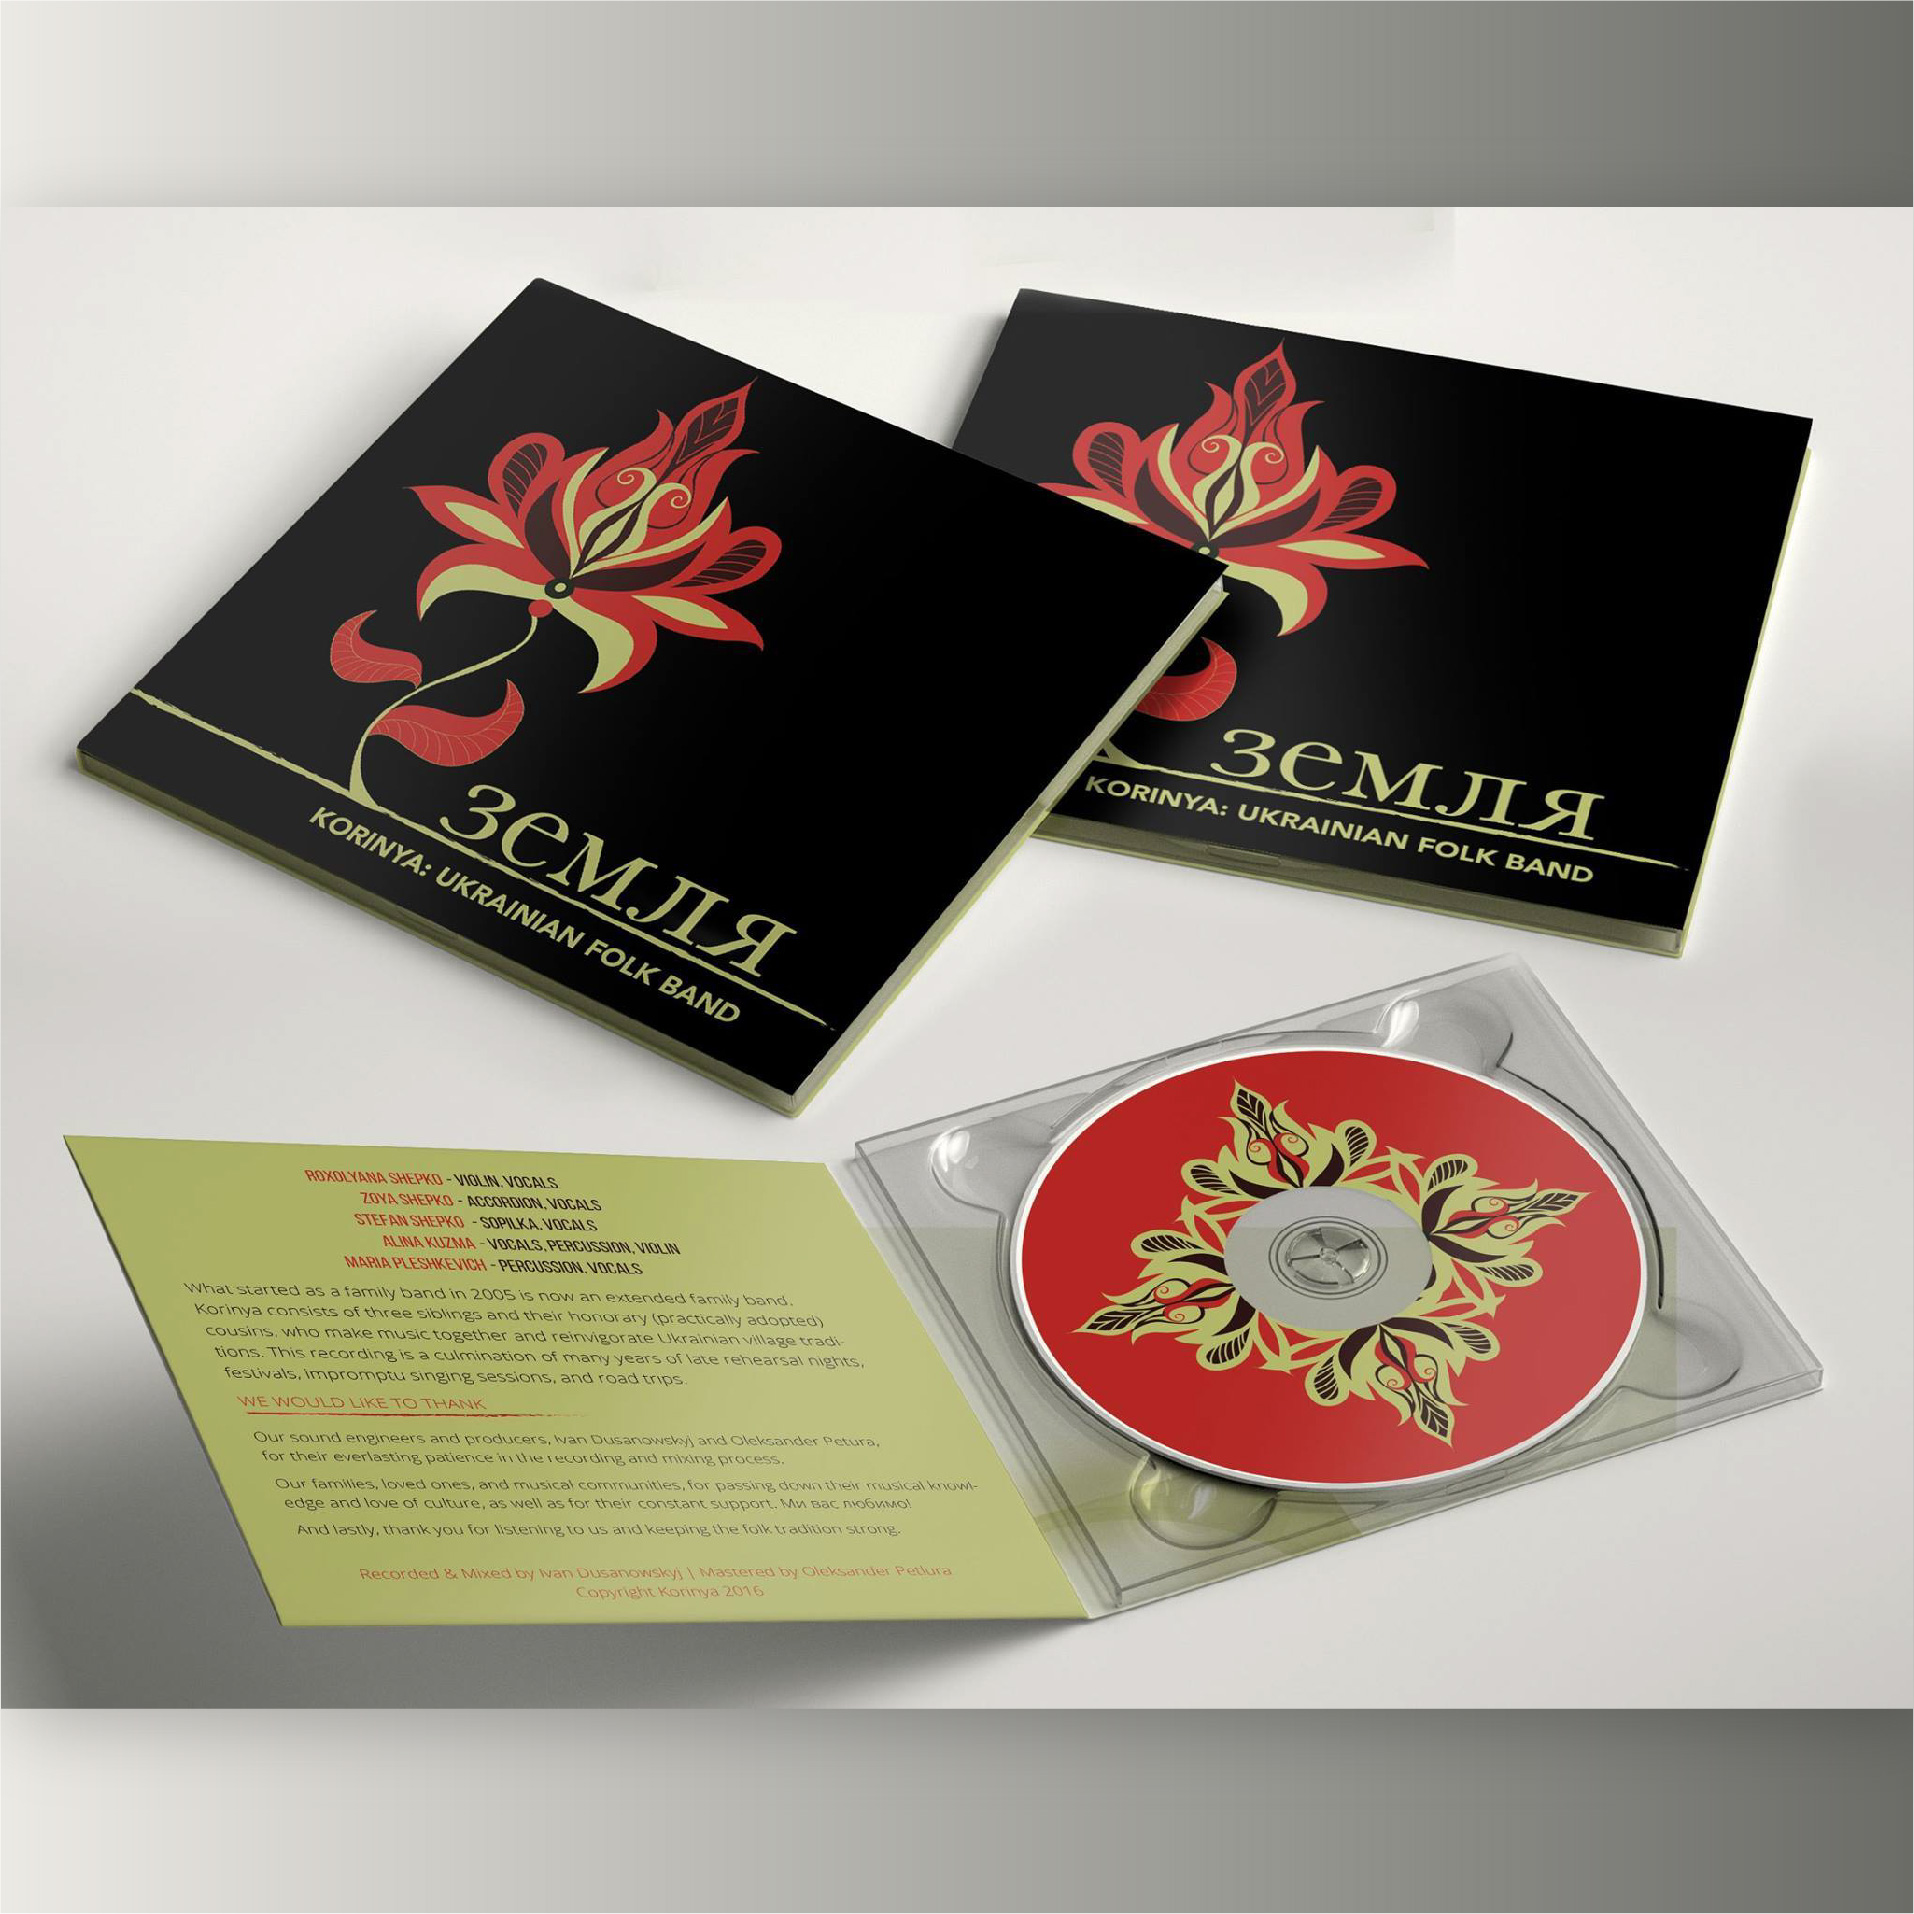 землЯ
KORINYA: UKRAINIAN FOLK BAND
землЯ
KORINYA: UKRAINIAN FOLK BAND
ROXOLYANA SHEPKO - VIOLIN, VOCALS
ZOYA SHEPKO - ACCORDION, VOCALS
STEFAN SHEPKO - SOPILKA, VOCALS
ALINA KUZMA - VOCALS, PERCUSSION, VIOLIN
MARIA PLESHKEVICH - PERCUSSION, VOCALS
What started as a family band in 2005 is now an extended family band.
Korinya consists of three siblings and their honorary (practically adopted)
cousins, who make music together and reinvigorate Ukrainian village tradi-
tions. This recording is a culmination of many years of late rehearsal nights,
festivals, impromptu singing sessions, and road trips.
WE WOULD LIKE TO THANK
Our sound engineers and producers, Ivan Dusanowskyj and Oleksander Petlura,
for their everlasting patience in the recording and mixing process.
Our families, loved ones, and musical communities, for passing down their musical knowl-
edge and love of culture, as well as for their constant support. Ми вас любимо!
And lastly, thank you for listening to us and keeping the folk tradition strong.
Recorded & Mixed by Ivan Dusanowskyj | Mastered by Oleksander Petlura
Copyright Korinya 2016